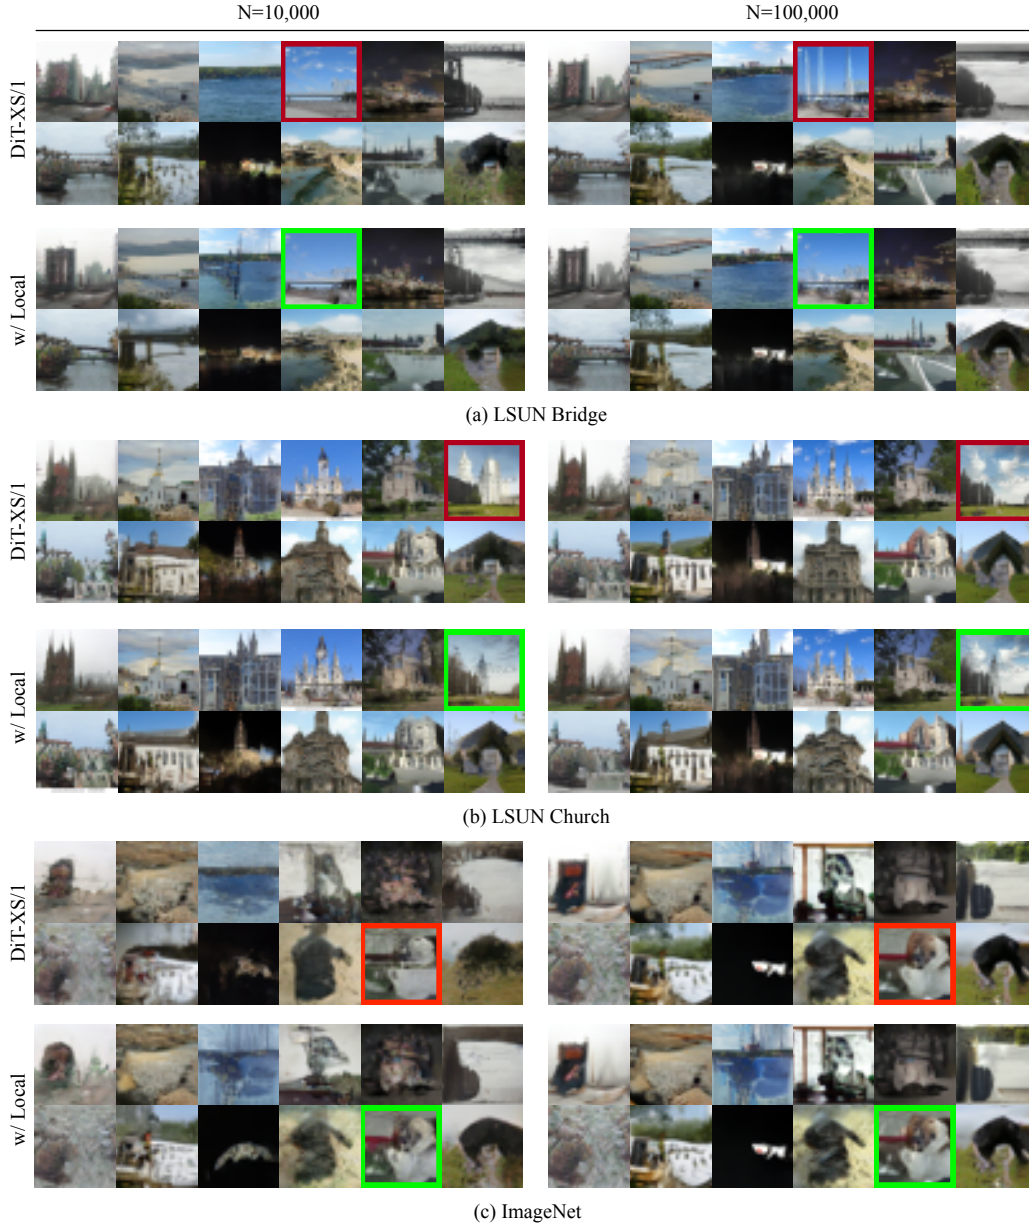 N=10,000
N=100,000
DiT-XS/1
w/ Local
(a) LSUN Bridge
DiT-XS/1
w/ Local
(b) LSUN Church
DiT-XS/1
w/ Local
(c) ImageNet